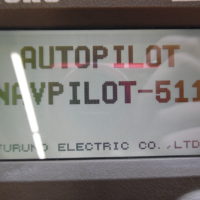 AUTOPILOT
NAVPILOT-511
FURUNO ELECTRIC CO.,LTD